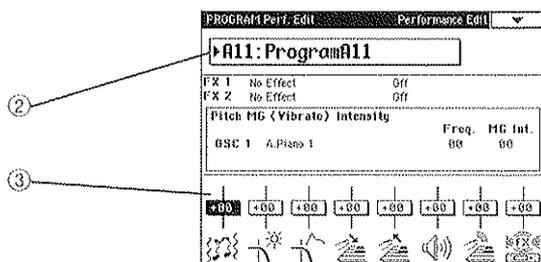 PROGRAM Perf. Edit Performance Edit
▸A11:ProgramA11
FX 1 No Effect Off
FX 2 No Effect Off
Pitch MG (Vibrato) Intensity
Freq. MG Int.
OSC 1 A.Piano 1 00 00
②
③
+00 +00 +00 +00 +00 +00 +00 +00
FX